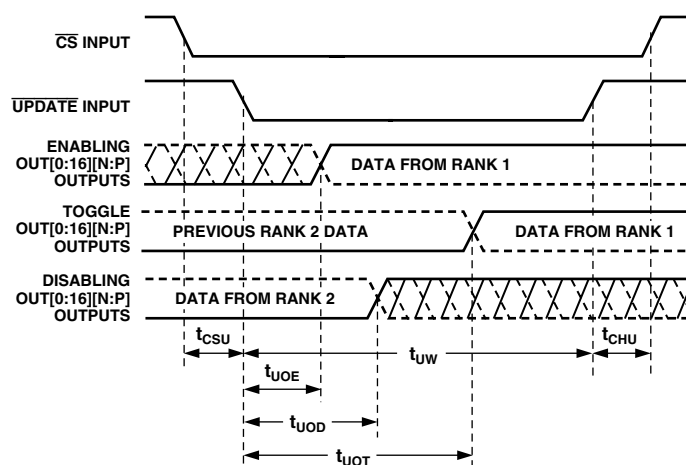 CS INPUT
UPDATE INPUT
ENABLING
OUT[0:16][N:P]
OUTPUTS
DATA FROM RANK 1
TOGGLE
OUT[0:16][N:P]
OUTPUTS
PREVIOUS RANK 2 DATA
DATA FROM RANK 1
DISABLING
OUT[0:16][N:P]
OUTPUTS
DATA FROM RANK 2
tCSU
tUW
tCHU
tUOE
tUOD
tUOT